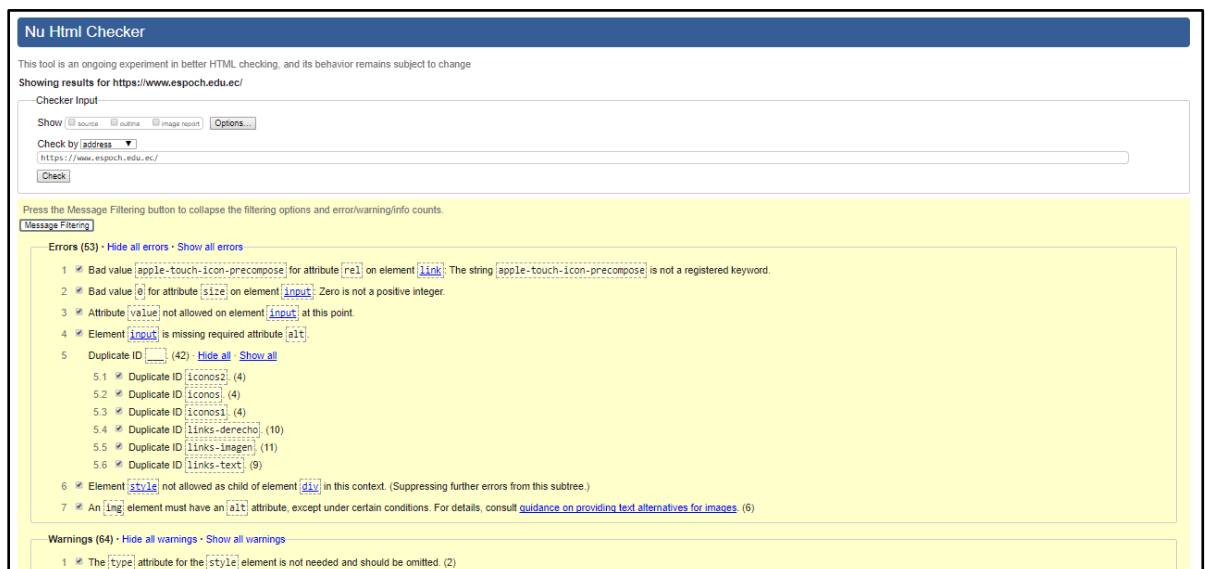 Nu Html Checker
This tool is an ongoing experiment in better HTML checking, and its behavior remains subject to change
Showing results for https://www.espoch.edu.ec/
Checker Input
Show source outline image report Options...
Check by address ▼
https://www.espoch.edu.ec/
Check
Press the Message Filtering button to collapse the filtering options and error/warning/info counts.
Message Filtering
Errors (53) · Hide all errors · Show all errors
1 Bad value apple-touch-icon-precompose for attribute rel on element link: The string apple-touch-icon-precompose is not a registered keyword.
2 Bad value 0 for attribute size on element input: Zero is not a positive integer.
3 Attribute value not allowed on element input at this point.
4 Element input is missing required attribute alt.
5 Duplicate ID ___. (42) · Hide all · Show all
5.1 Duplicate ID iconos2. (4)
5.2 Duplicate ID iconos. (4)
5.3 Duplicate ID iconos1. (4)
5.4 Duplicate ID links-derecho. (10)
5.5 Duplicate ID links-imagen. (11)
5.6 Duplicate ID links-text. (9)
6 Element style not allowed as child of element div in this context. (Suppressing further errors from this subtree.)
7 An img element must have an alt attribute, except under certain conditions. For details, consult guidance on providing text alternatives for images. (6)
Warnings (64) · Hide all warnings · Show all warnings
1 The type attribute for the style element is not needed and should be omitted. (2)